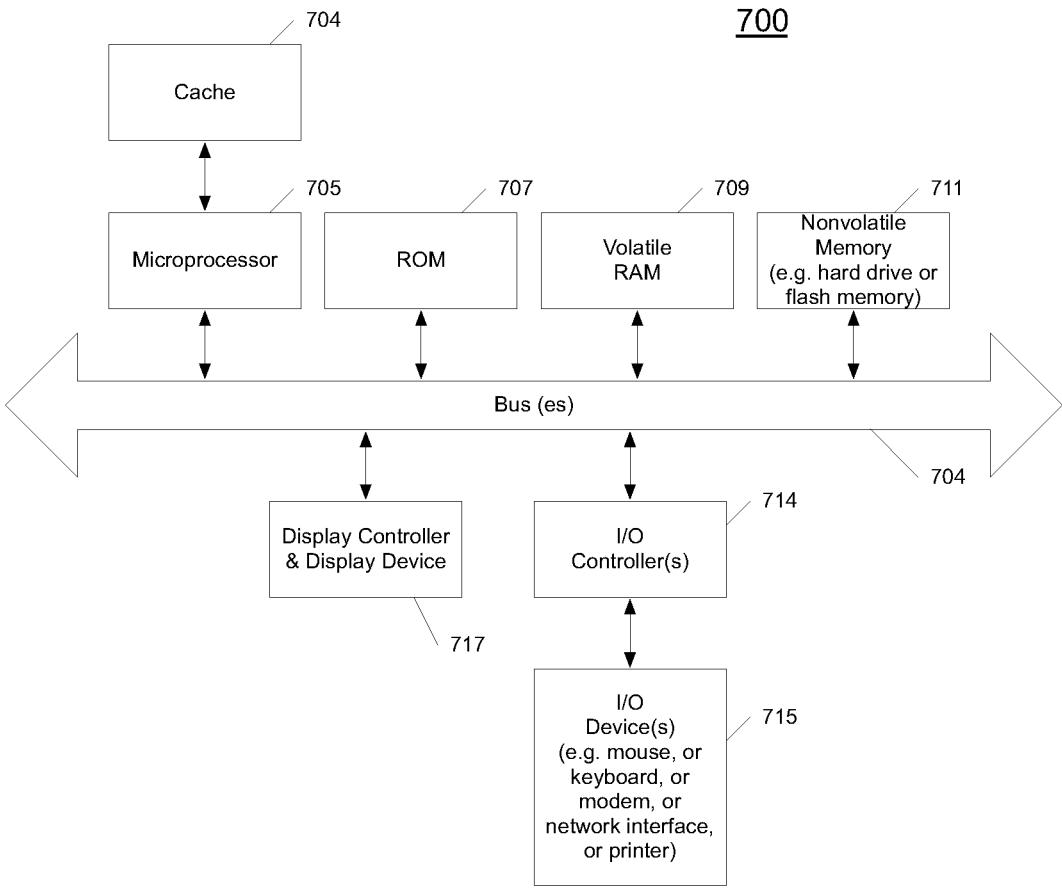 700
704
Cache
705
707
709
711
Microprocessor
ROM
Volatile
RAM
Nonvolatile
Memory
(e.g. hard drive or
flash memory)
Bus (es)
704
Display Controller
& Display Device
717
I/O
Controller(s)
714
I/O
Device(s)
(e.g. mouse, or
keyboard, or
modem, or
network interface,
or printer)
715